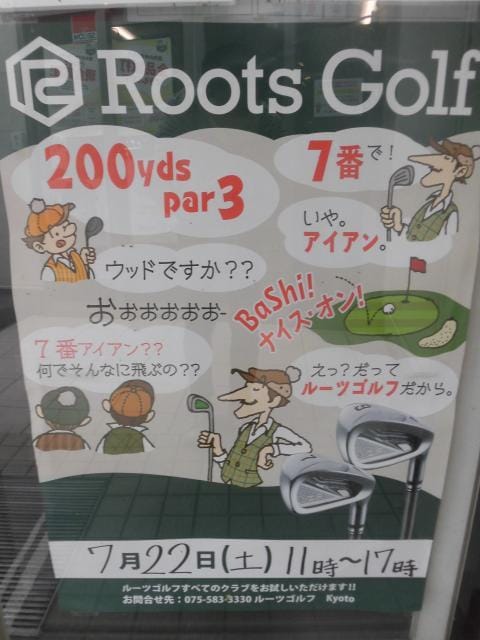 Roots Golf
200yds
par3
7番で!
いや。
アイアン。
ウッドですか??
おぉぉぉぉぉ-
BaShi!
ナイス・オン!
7番アイアン??
何でそんなに飛ぶの??
えっ?だって
ルーツゴルフだから。
7月22日(土) 11時〜17時
ルーツゴルフすべてのクラブをお試しいただけます!!
お問合せ先:075-583-3330 ルーツゴルフ Kyoto